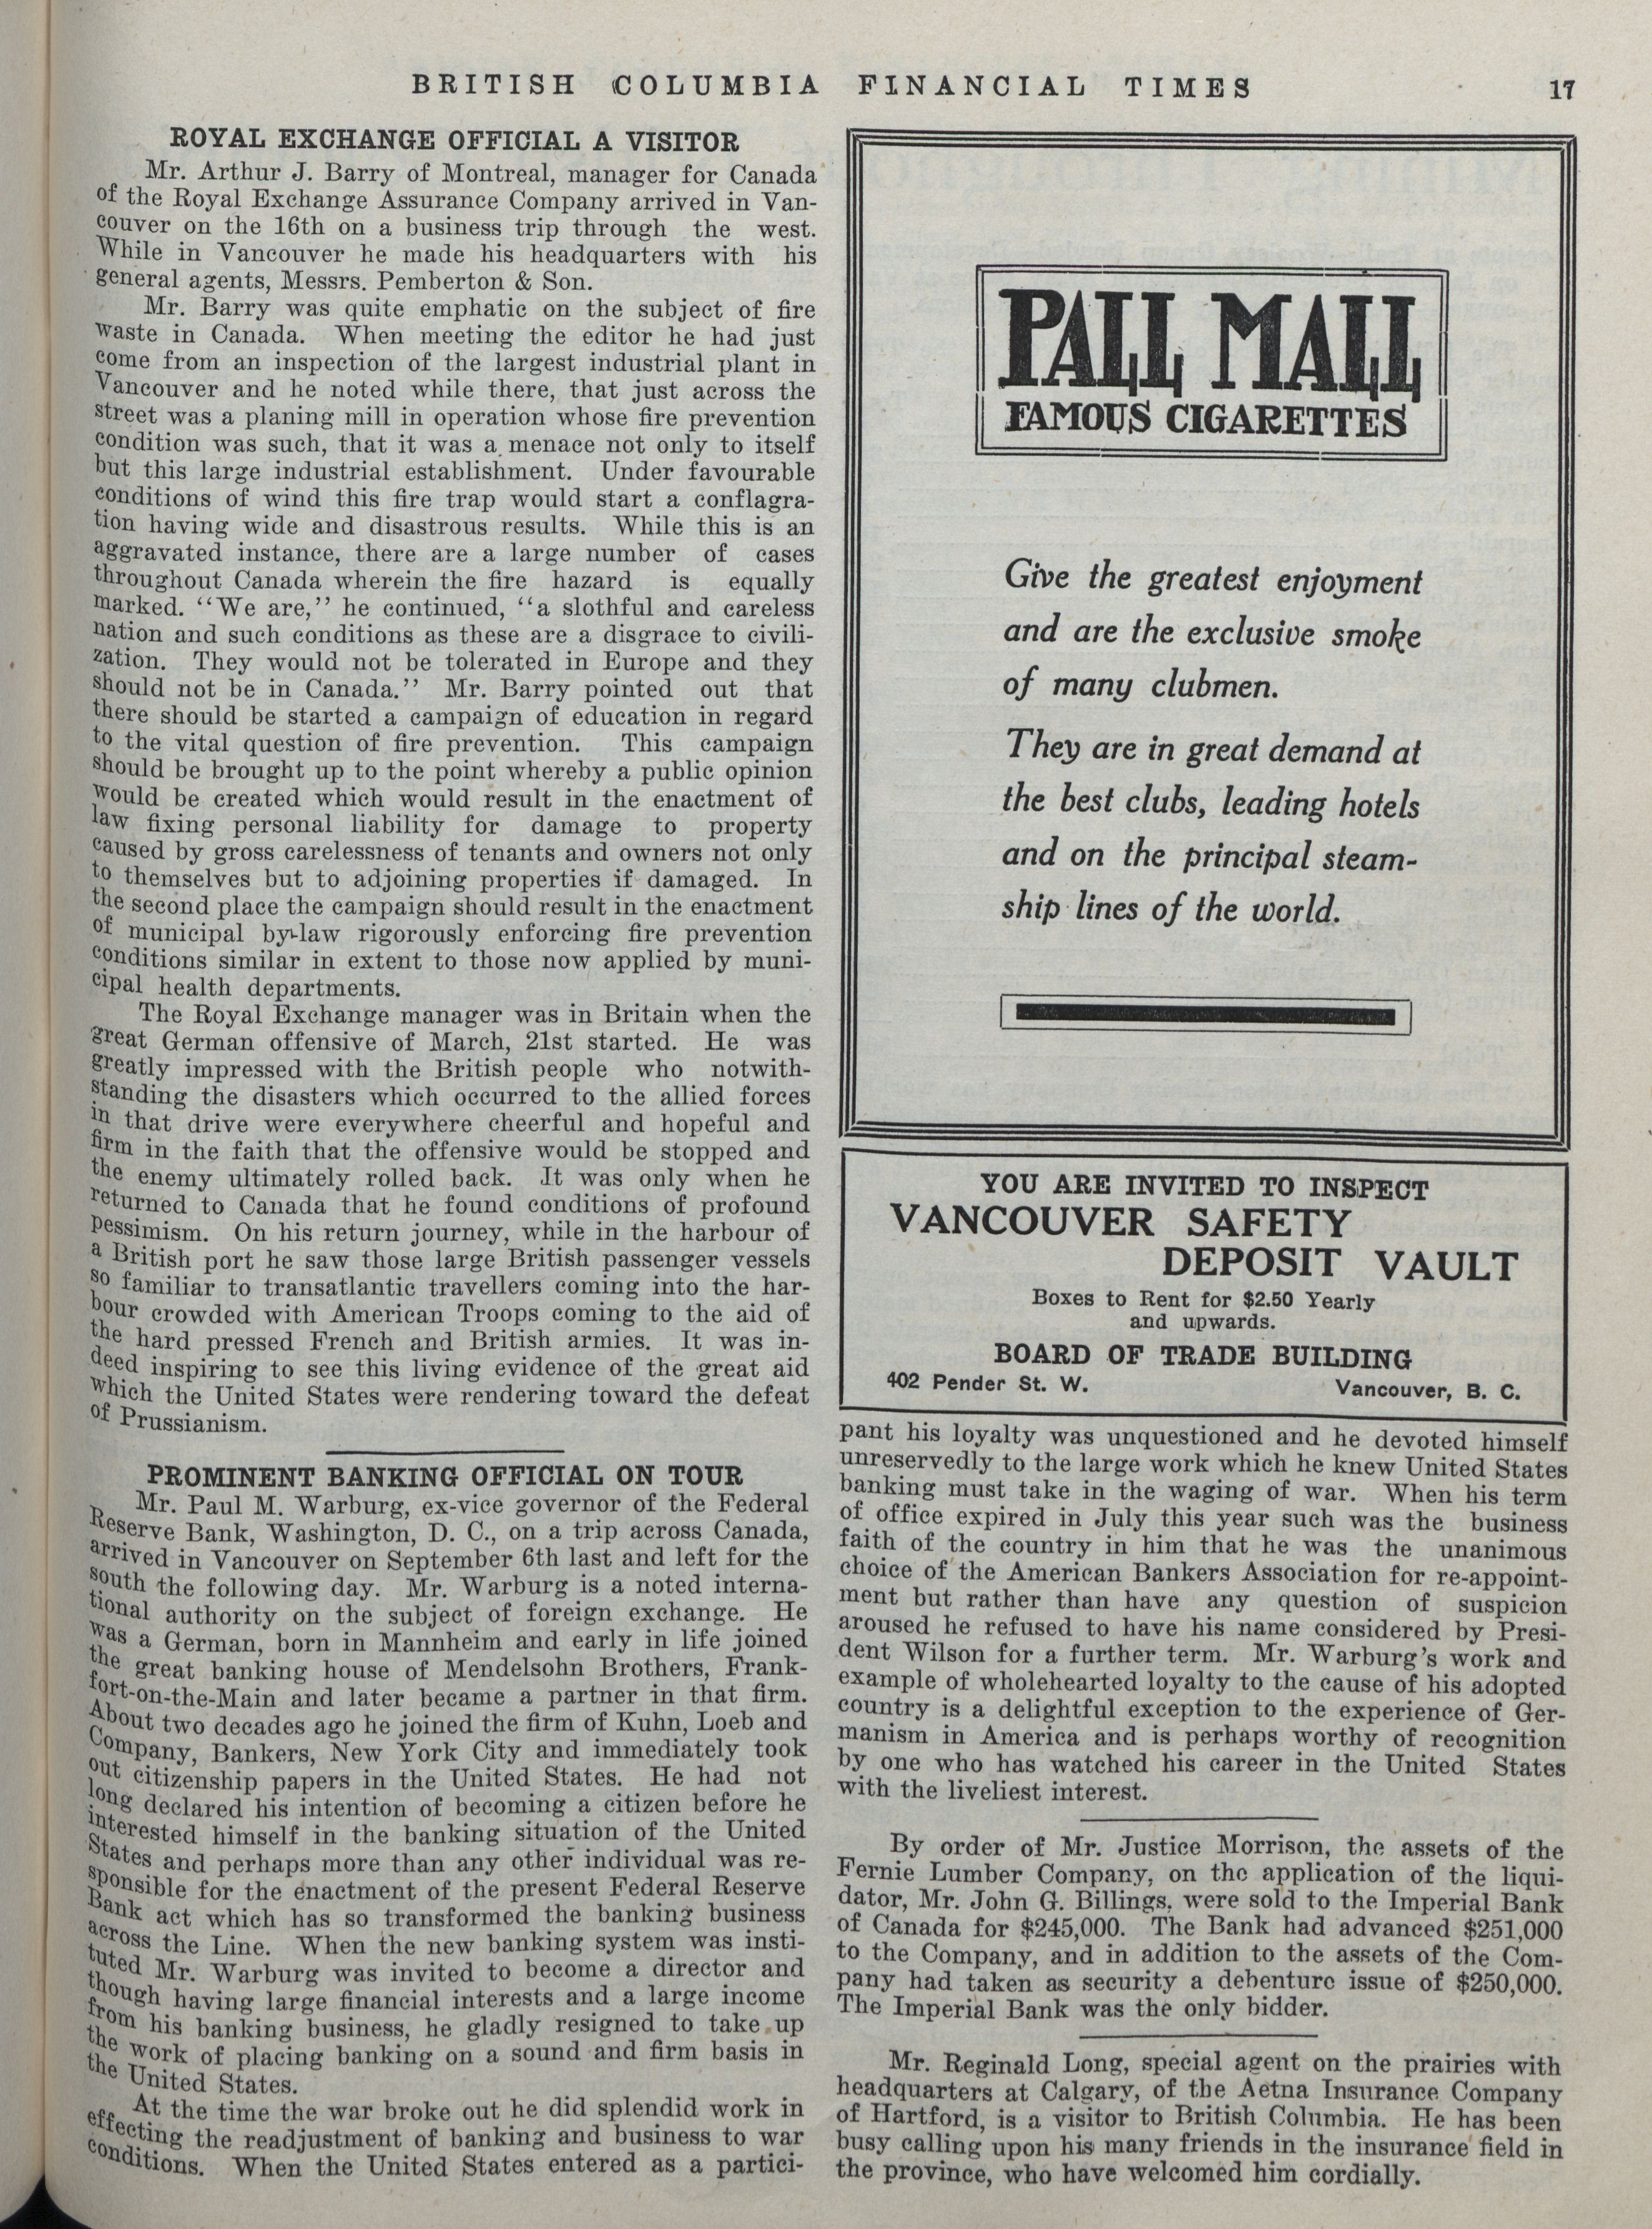 BRITISH COLUMBIA FINANCIAL TIMES 17
ROYAL EXCHANGE OFFICIAL A VISITOR
Mr. Arthur J. Barry of Montreal, manager for Canada
of the Royal Exchange Assurance Company arrived in Van-
couver on the 16th on a business trip through the west.
While in Vancouver he made his headquarters with his
general agents, Messrs. Pemberton & Son.
Mr. Barry was quite emphatic on the subject of fire
waste in Canada. When meeting the editor he had just
come from an inspection of the largest industrial plant in
Vancouver and he noted while there, that just across the
street was a planing mill in operation whose fire prevention
condition was such, that it was a menace not only to itself
but this large industrial establishment. Under favourable
conditions of wind this fire trap would start a conflagra-
tion having wide and disastrous results. While this is an
aggravated instance, there are a large number of cases
throughout Canada wherein the fire hazard is equally
marked. "We are," he continued, "a slothful and careless
nation and such conditions as these are a disgrace to civili-
zation. They would not be tolerated in Europe and they
should not be in Canada." Mr. Barry pointed out that
there should be started a campaign of education in regard
to the vital question of fire prevention. This campaign
should be brought up to the point whereby a public opinion
would be created which would result in the enactment of
law fixing personal liability for damage to property
caused by gross carelessness of tenants and owners not only
to themselves but to adjoining properties if damaged. In
the second place the campaign should result in the enactment
of municipal by-law rigorously enforcing fire prevention
conditions similar in extent to those now applied by muni-
cipal health departments.
The Royal Exchange manager was in Britain when the
great German offensive of March, 21st started. He was
greatly impressed with the British people who notwith-
standing the disasters which occurred to the allied forces
in that drive were everywhere cheerful and hopeful and
firm in the faith that the offensive would be stopped and
the enemy ultimately rolled back. It was only when he
returned to Canada that he found conditions of profound
pessimism. On his return journey, while in the harbour of
a British port he saw those large British passenger vessels
so familiar to transatlantic travellers coming into the har-
bour crowded with American Troops coming to the aid of
the hard pressed French and British armies. It was in-
deed inspiring to see this living evidence of the great aid
which the United States were rendering toward the defeat
of Prussianism.
PROMINENT BANKING OFFICIAL ON TOUR
Mr. Paul M. Warburg, ex-vice governor of the Federal
Reserve Bank, Washington, D. C., on a trip across Canada,
arrived in Vancouver on September 6th last and left for the
south the following day. Mr. Warburg is a noted interna-
tional authority on the subject of foreign exchange. He
was a German, born in Mannheim and early in life joined
the great banking house of Mendelsohn Brothers, Frank-
fort-on-the-Main and later became a partner in that firm.
About two decades ago he joined the firm of Kuhn, Loeb and
Company, Bankers, New York City and immediately took
out citizenship papers in the United States. He had not
long declared his intention of becoming a citizen before he
interested himself in the banking situation of the United
States and perhaps more than any other individual was re-
sponsible for the enactment of the present Federal Reserve
Bank act which has so transformed the banking business
across the Line. When the new banking system was insti-
tuted Mr. Warburg was invited to become a director and
though having large financial interests and a large income
from his banking business, he gladly resigned to take up
the work of placing banking on a sound and firm basis in
the United States.
At the time the war broke out he did splendid work in
effecting the readjustment of banking and business to war
conditions. When the United States entered as a partici-
PALL MALL
FAMOUS CIGARETTES
Give the greatest enjoyment
and are the exclusive smoke
of many clubmen.
They are in great demand at
the best clubs, leading hotels
and on the principal steam-
ship lines of the world.
YOU ARE INVITED TO INSPECT
VANCOUVER SAFETY
DEPOSIT VAULT
Boxes to Rent for $2.50 Yearly
and upwards.
BOARD OF TRADE BUILDING
402 Pender St. W. Vancouver, B. C.
pant his loyalty was unquestioned and he devoted himself
unreservedly to the large work which he knew United States
banking must take in the waging of war. When his term
of office expired in July this year such was the business
faith of the country in him that he was the unanimous
choice of the American Bankers Association for re-appoint-
ment but rather than have any question of suspicion
aroused he refused to have his name considered by Presi-
dent Wilson for a further term. Mr. Warburg's work and
example of wholehearted loyalty to the cause of his adopted
country is a delightful exception to the experience of Ger-
manism in America and is perhaps worthy of recognition
by one who has watched his career in the United States
with the liveliest interest.
By order of Mr. Justice Morrison, the assets of the
Fernie Lumber Company, on the application of the liqui-
dator, Mr. John G. Billings, were sold to the Imperial Bank
of Canada for $245,000. The Bank had advanced $251,000
to the Company, and in addition to the assets of the Com-
pany had taken as security a debenture issue of $250,000.
The Imperial Bank was the only bidder.
Mr. Reginald Long, special agent on the prairies with
headquarters at Calgary, of the Aetna Insurance Company
of Hartford, is a visitor to British Columbia. He has been
busy calling upon his many friends in the insurance field in
the province, who have welcomed him cordially.